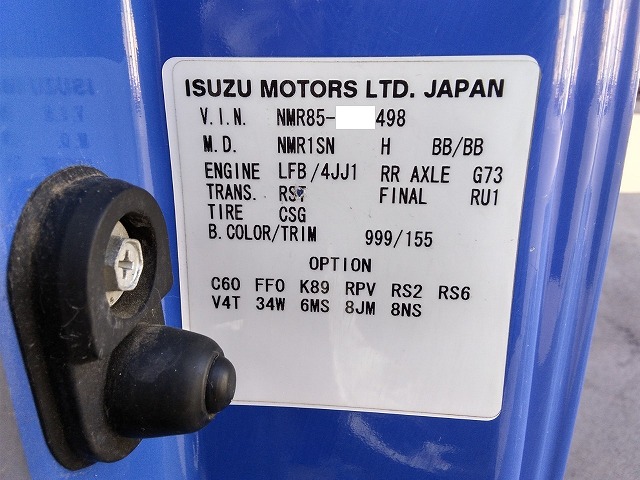 ISUZU MOTORS LTD. JAPAN
V.I.N. NMR85- 498
M.D. NMR1SN H BB/BB
ENGINE LFB/4JJ1 RR AXLE G73
TRANS. FINAL RU1
TIRE CSG
B.COLOR/TRIM 999/155
OPTION
C60 FF0 K89 RPV RS2 RS6
V4T 34W 6MS 8JM 8NS